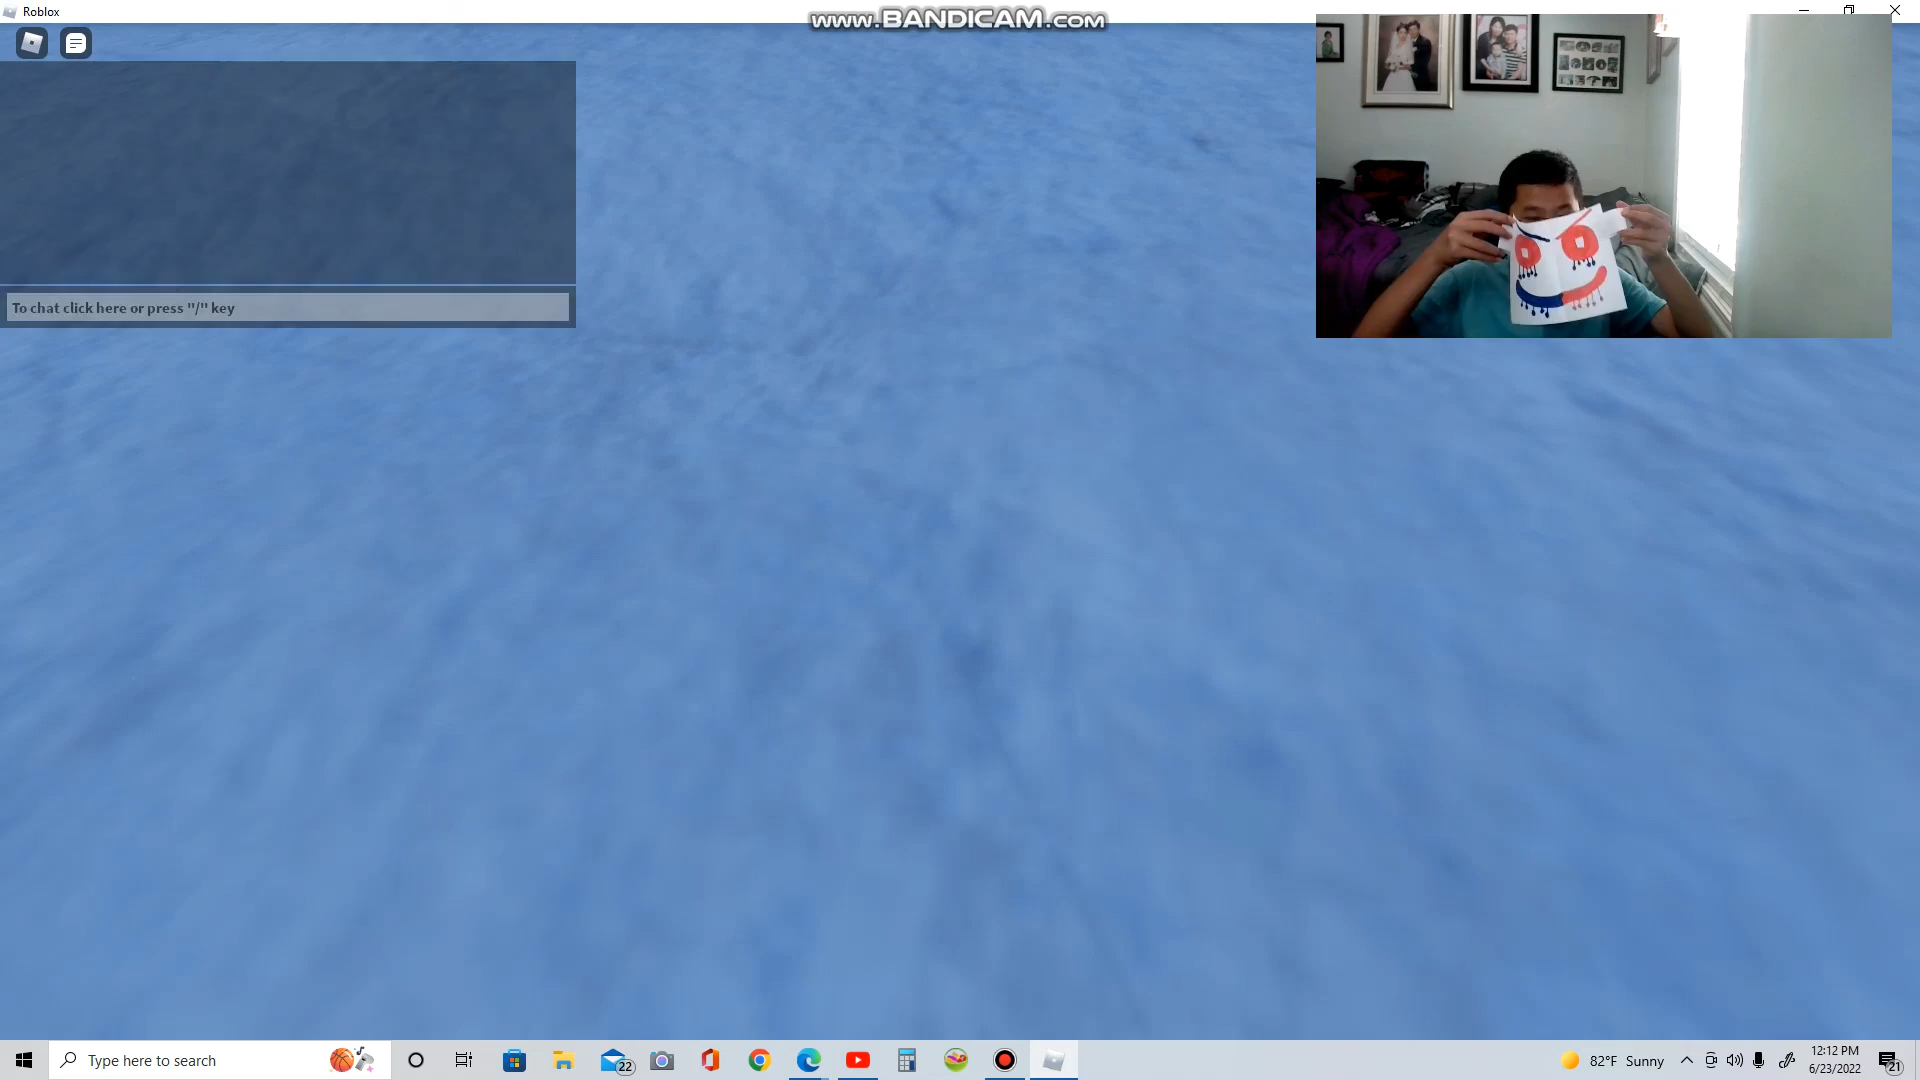 Roblox
www.BANDICAM.com
To chat click here or press "/" key
Type here to search
22
82°F Sunny
12:12 PM
6/23/2022
21